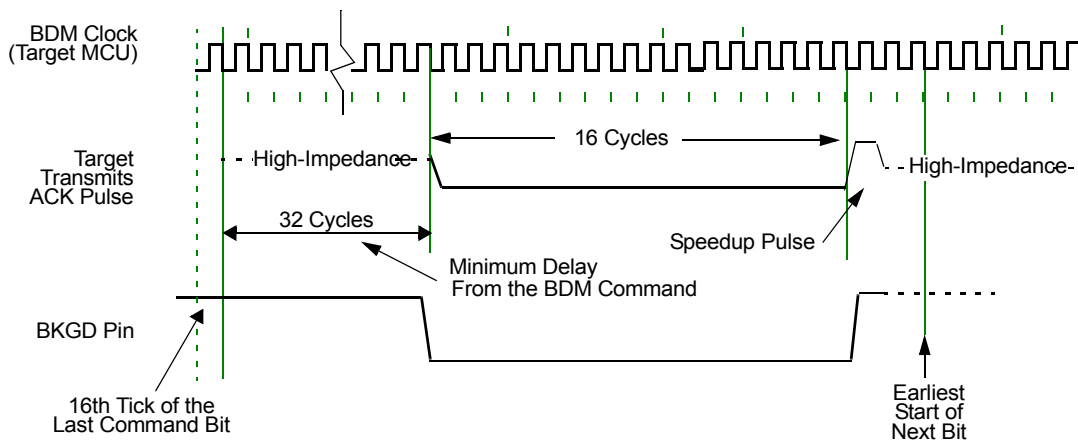 BDM Clock
(Target MCU)
16 Cycles
Target
Transmits
ACK Pulse
High-Impedance
High-Impedance
32 Cycles
Speedup Pulse
Minimum Delay
From the BDM Command
BKGD Pin
16th Tick of the
Last Command Bit
Earliest
Start of
Next Bit